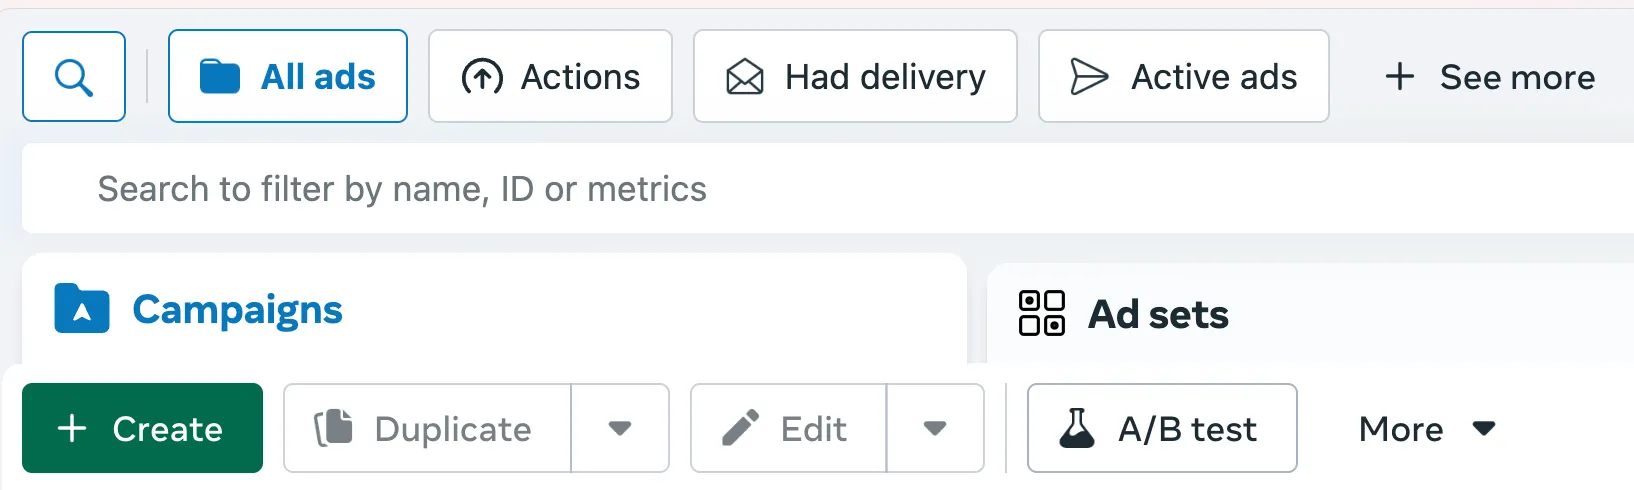 All ads Actions Had delivery Active ads + See more
Search to filter by name, ID or metrics
Campaigns Ad sets
+ Create Duplicate Edit A/B test More